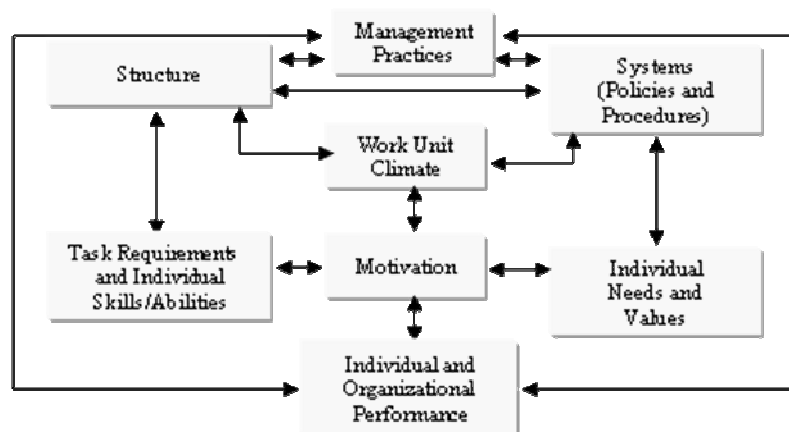 Management
Practices
Structure
Systems
(Policies and
Procedures)
Work Unit
Climate
Task Requirements
and Individual
Skills/Abilities
Motivation
Individual
Needs and
Values
Individual and
Organizational
Performance